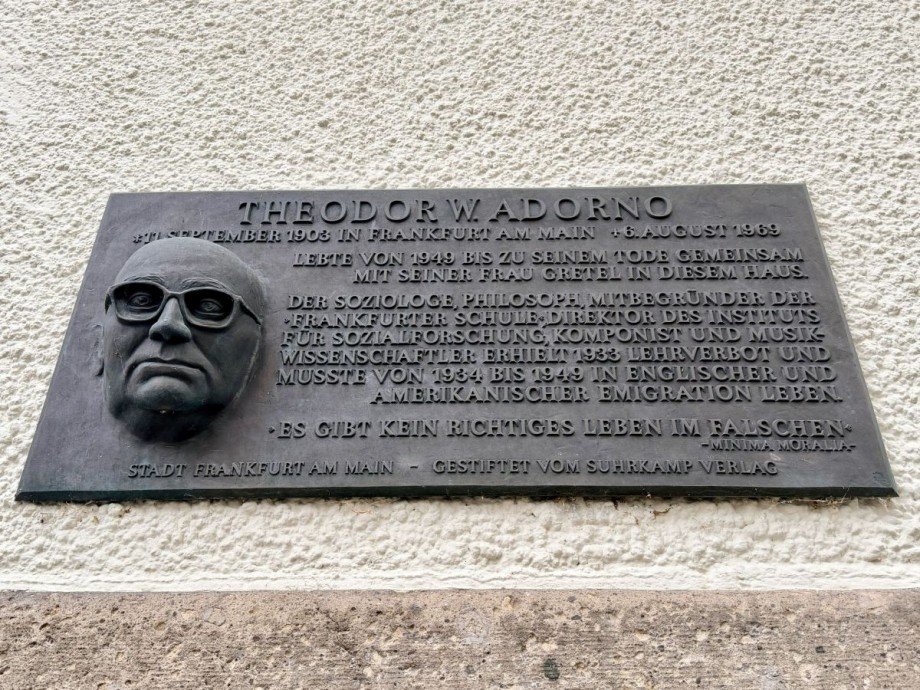 THEODOR W. ADORNO
*11. SEPTEMBER 1903 IN FRANKFURT AM MAIN +6. AUGUST 1969
LEBTE VON 1949 BIS ZU SEINEM TODE GEMEINSAM
MIT SEINER FRAU GRETEL IN DIESEM HAUS.
DER SOZIOLOGE, PHILOSOPH, MITBEGRÜNDER DER
»FRANKFURTER SCHULE«, DIREKTOR DES INSTITUTS
FÜR SOZIALFORSCHUNG, KOMPONIST UND MUSIK-
WISSENSCHAFTLER ERHIELT 1933 LEHRVERBOT UND
MUSSTE VON 1934 BIS 1949 IN ENGLISCHER UND
AMERIKANISCHER EMIGRATION LEBEN.
»ES GIBT KEIN RICHTIGES LEBEN IM FALSCHEN«
-MINIMA MORALIA-
STADT FRANKFURT AM MAIN - GESTIFTET VOM SUHRKAMP VERLAG